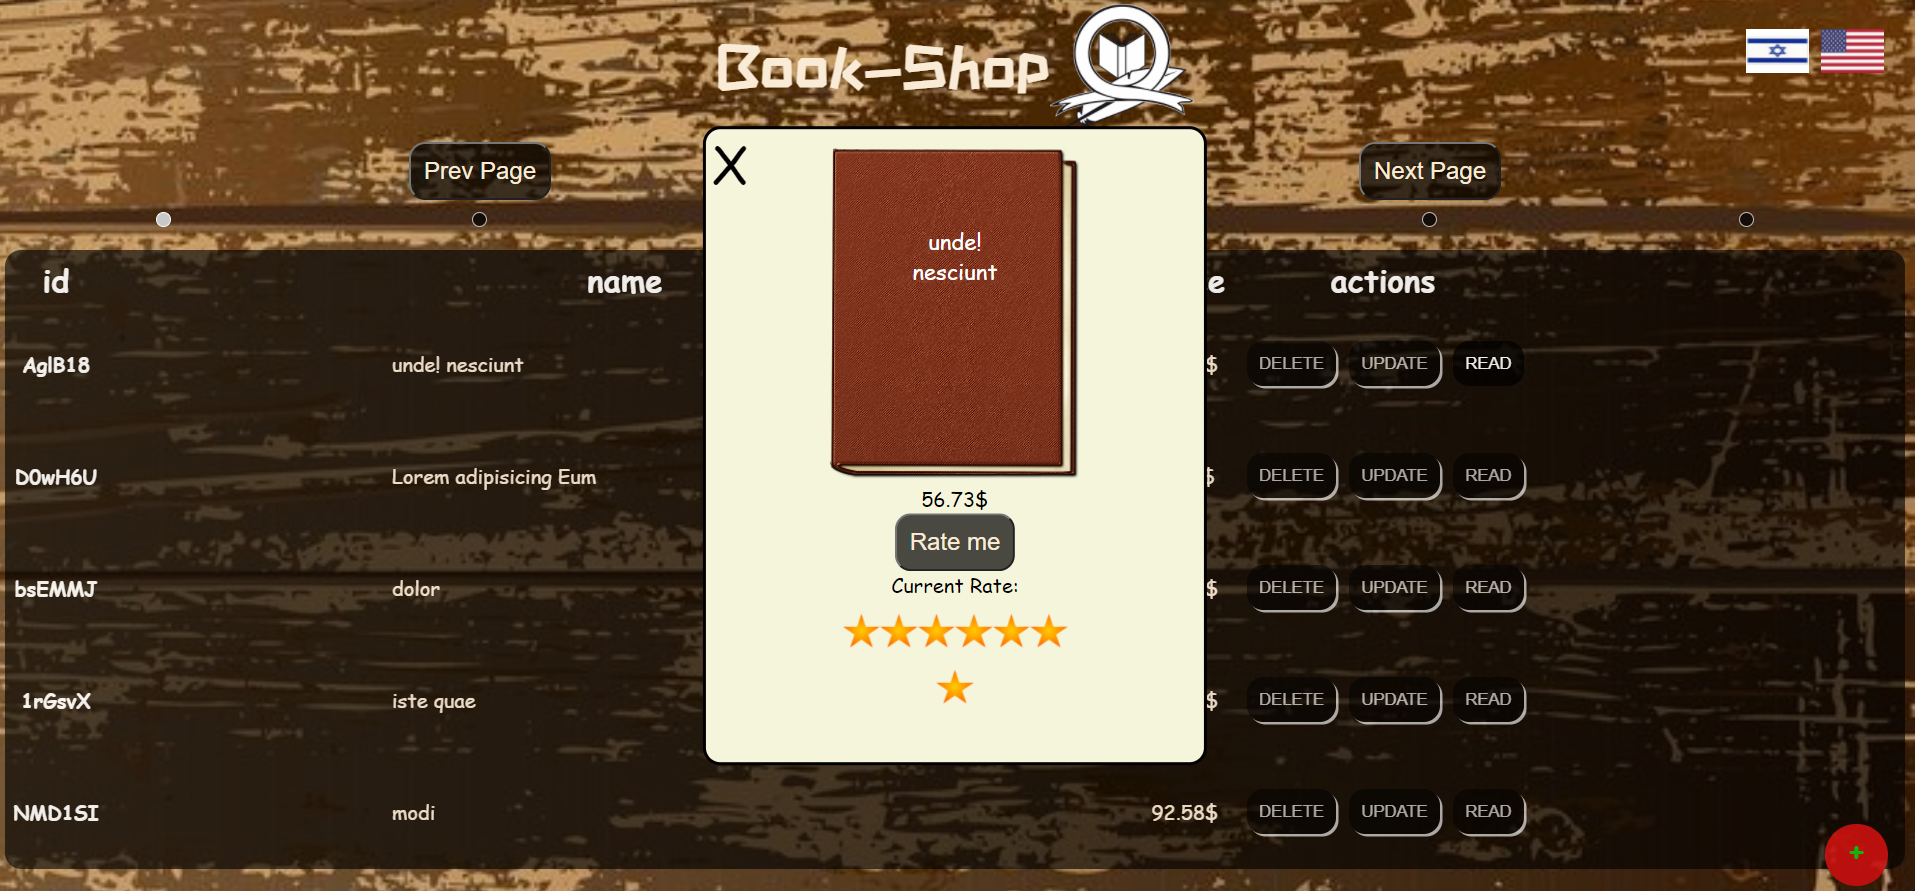 Book-Shop
Prev Page
Next Page
X
unde!
nesciunt
56.73$
Rate me
Current Rate:
id name e actions
AglB18 unde! nesciunt $ DELETE UPDATE READ
D0wH6U Lorem adipisicing Eum $ DELETE UPDATE READ
bsEMMJ dolor $ DELETE UPDATE READ
1rGsvX iste quae $ DELETE UPDATE READ
NMD1SI modi 92.58$ DELETE UPDATE READ
+